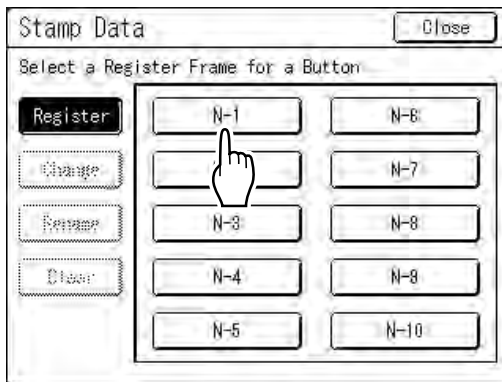 Stamp Data
Close
Select a Register Frame for a Button
Register
Change
Rename
Clear
N-1
N-3
N-4
N-5
N-6
N-7
N-8
N-9
N-10